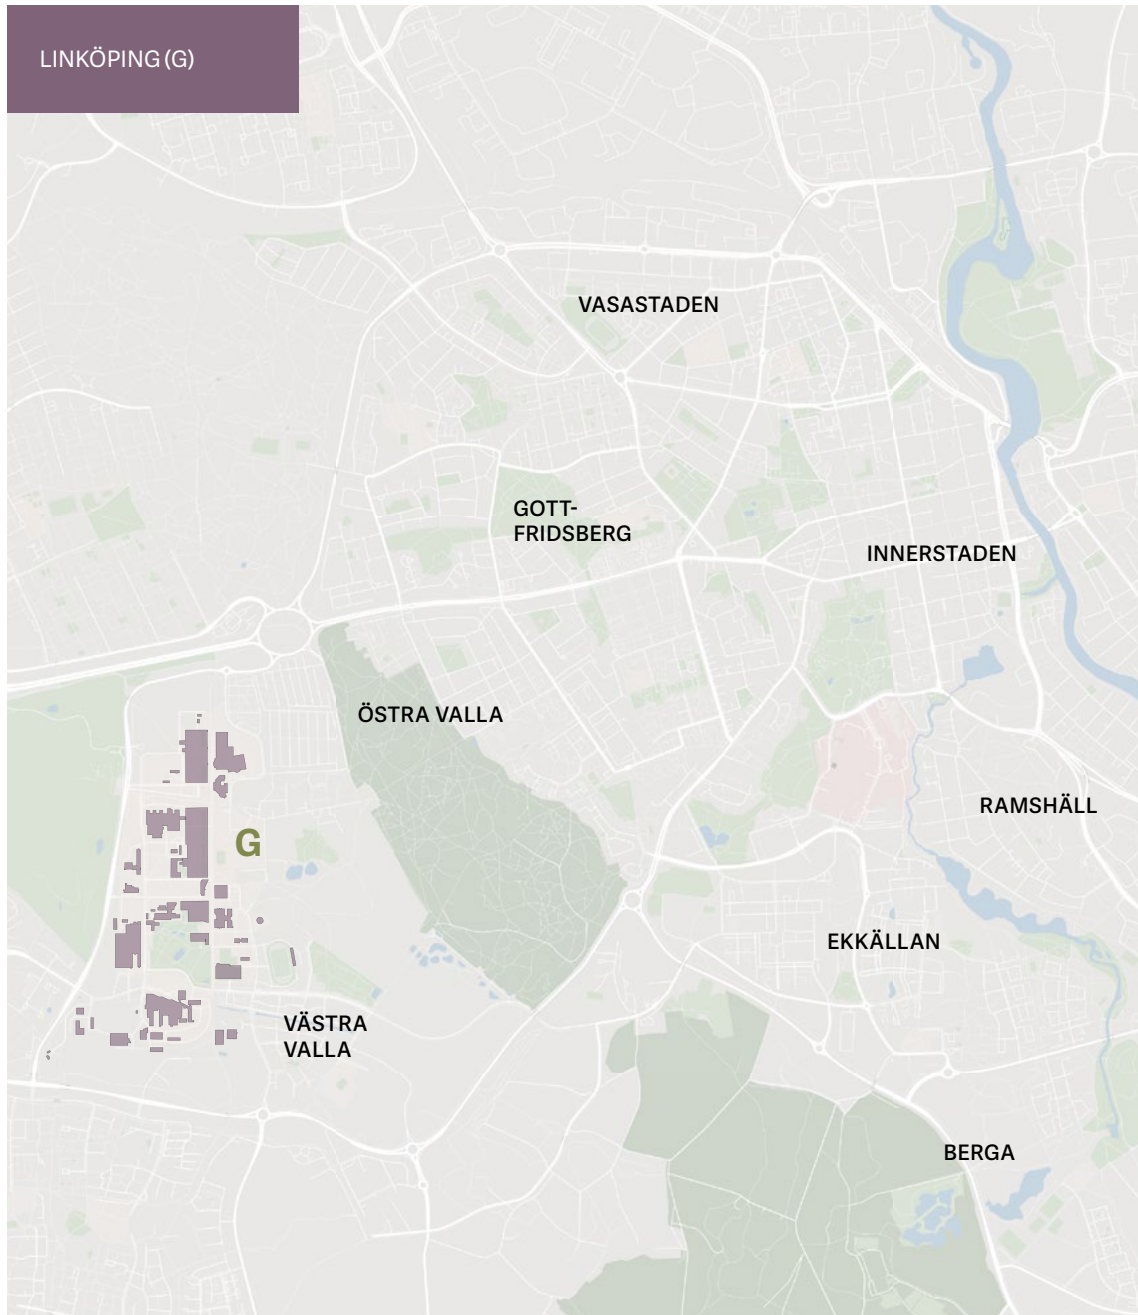 LINKÖPING (G)
VASASTADEN
GOTT-
FRIDSBERG
INNERSTADEN
ÖSTRA VALLA
RAMSHÄLL
G
EKKÄLLAN
VÄSTRA
VALLA
BERGA